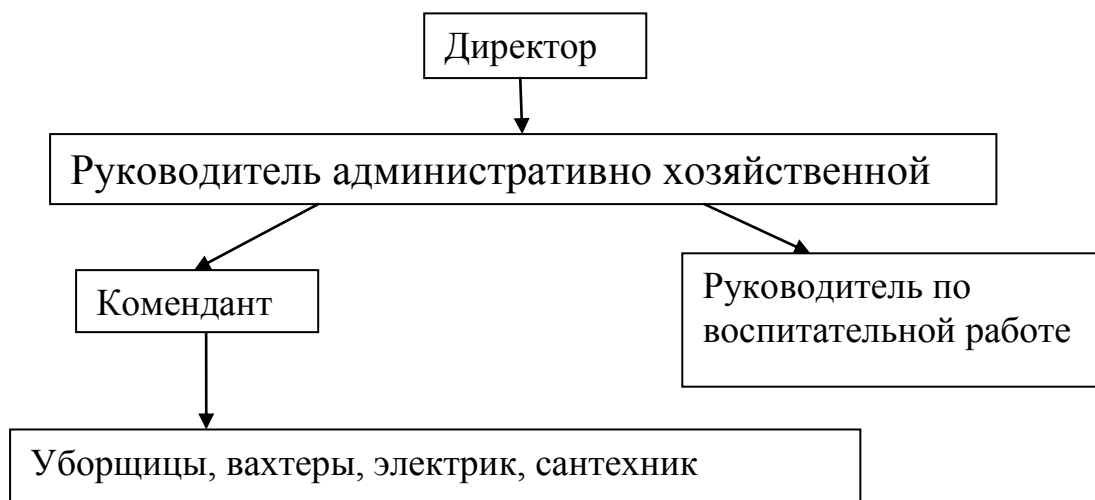 Директор
Руководитель административно хозяйственной
Комендант
Руководитель по
воспитательной работе
Уборщицы, вахтеры, электрик, сантехник